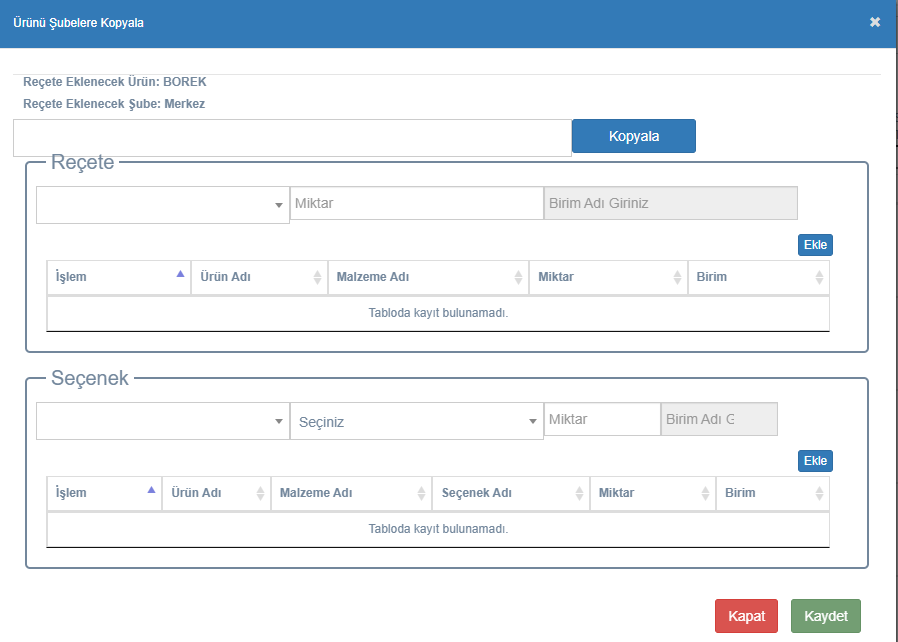 Ürünü Şubelere Kopyala
Reçete Eklenecek Ürün: BOREK
Reçete Eklenecek Şube: Merkez
Kopyala
Reçete
Miktar Birim Adı Giriniz
Ekle
İşlem Ürün Adı Malzeme Adı Miktar Birim
Tabloda kayıt bulunamadı.
Seçenek
Seçiniz Miktar Birim Adı G
Ekle
İşlem Ürün Adı Malzeme Adı Seçenek Adı Miktar Birim
Tabloda kayıt bulunamadı.
Kapat Kaydet